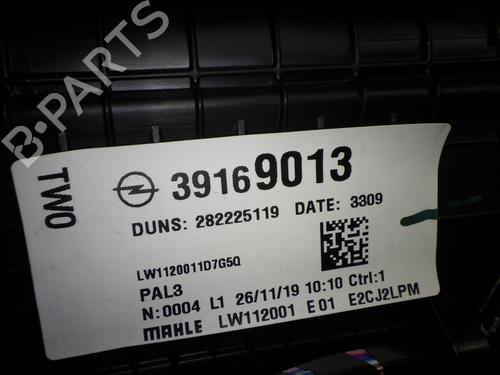 B-PARTS
TWO
39169013
DUNS: 282225119 DATE: 3309
LW1120011D7G5Q
PAL3
N:0004 L1 26/11/19 10:10 Ctrl:1
MAHLE LW112001 E01 E2CJ2LPM